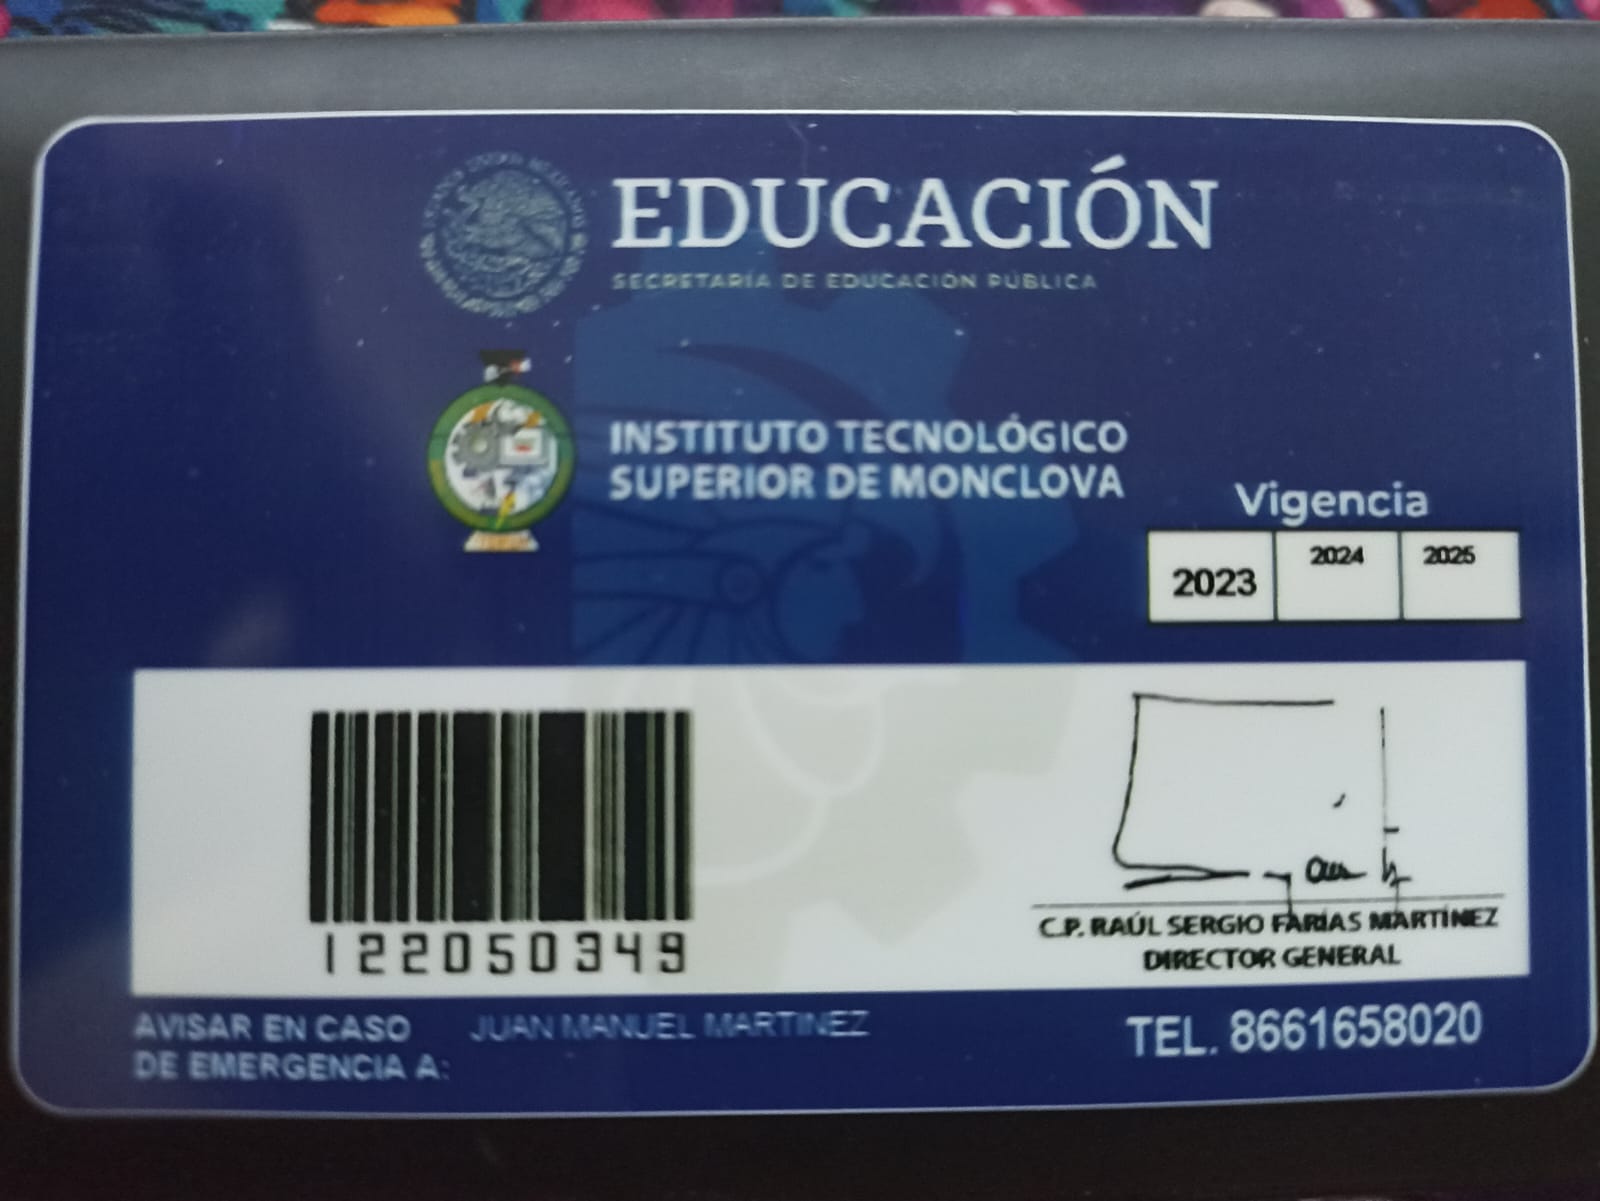 EDUCACIÓN
SECRETARÍA DE EDUCACIÓN PÚBLICA
INSTITUTO TECNOLÓGICO
SUPERIOR DE MONCLOVA
Vigencia
2023 2024 2025
122050349
C.P. RAÚL SERGIO FARIAS MARTÍNEZ
DIRECTOR GENERAL
AVISAR EN CASO JUAN MANUEL MARTINEZ
DE EMERGENCIA A:
TEL. 8661658020